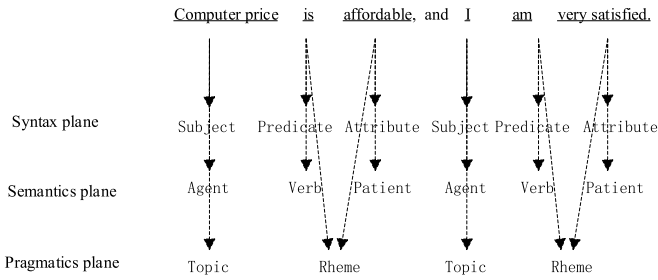 Computer price is affordable, and I am very satisfied.
Syntax plane Subject Predicate Attribute Subject Predicate Attribute
Semantics plane Agent Verb Patient Agent Verb Patient
Pragmatics plane Topic Rheme Topic Rheme